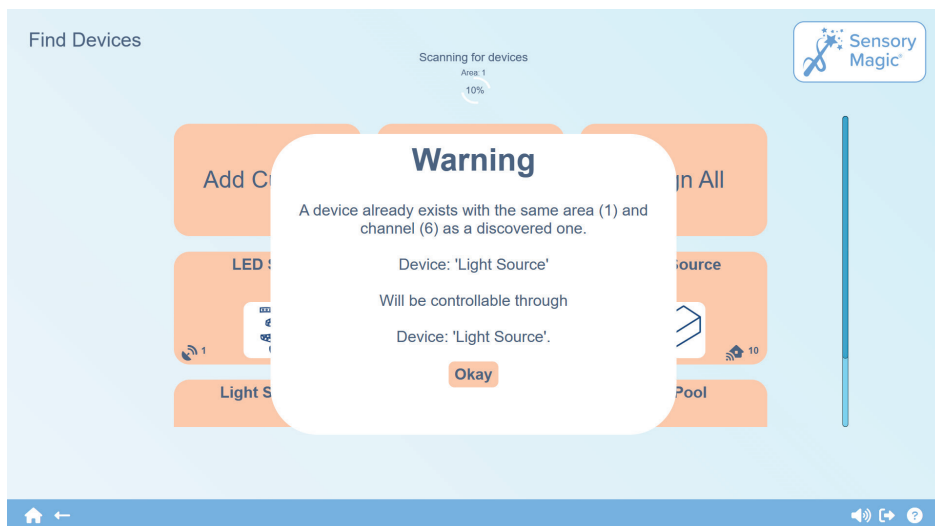 Find Devices
Sensory
Magic®
Scanning for devices
Area: 1
10%
Add Cu
gn All
Warning
A device already exists with the same area (1) and
channel (6) as a discovered one.
Device: 'Light Source'
Will be controllable through
Device: 'Light Source'.
Okay
LED S
Source
1
10
Light S
Pool
?